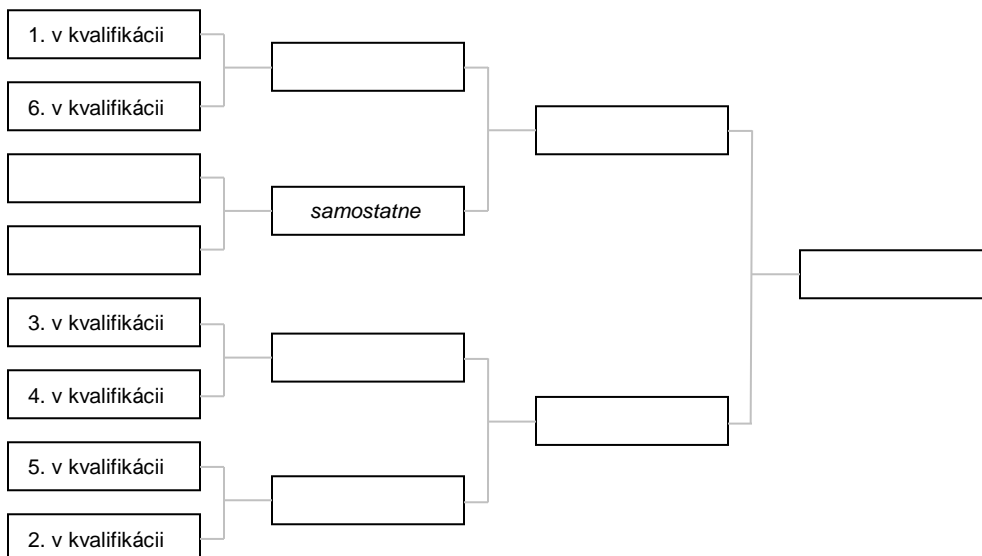 1. v kvalifikácii
6. v kvalifikácii
samostatne
3. v kvalifikácii
4. v kvalifikácii
5. v kvalifikácii
2. v kvalifikácii